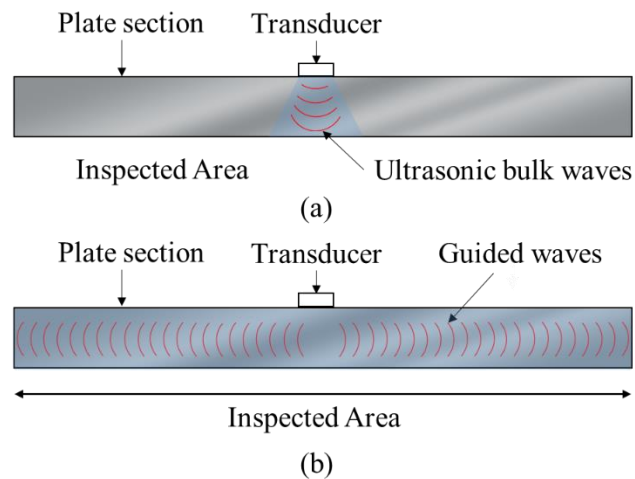 Plate section Transducer
Inspected Area Ultrasonic bulk waves
(a)
Plate section Transducer Guided waves
Inspected Area
(b)